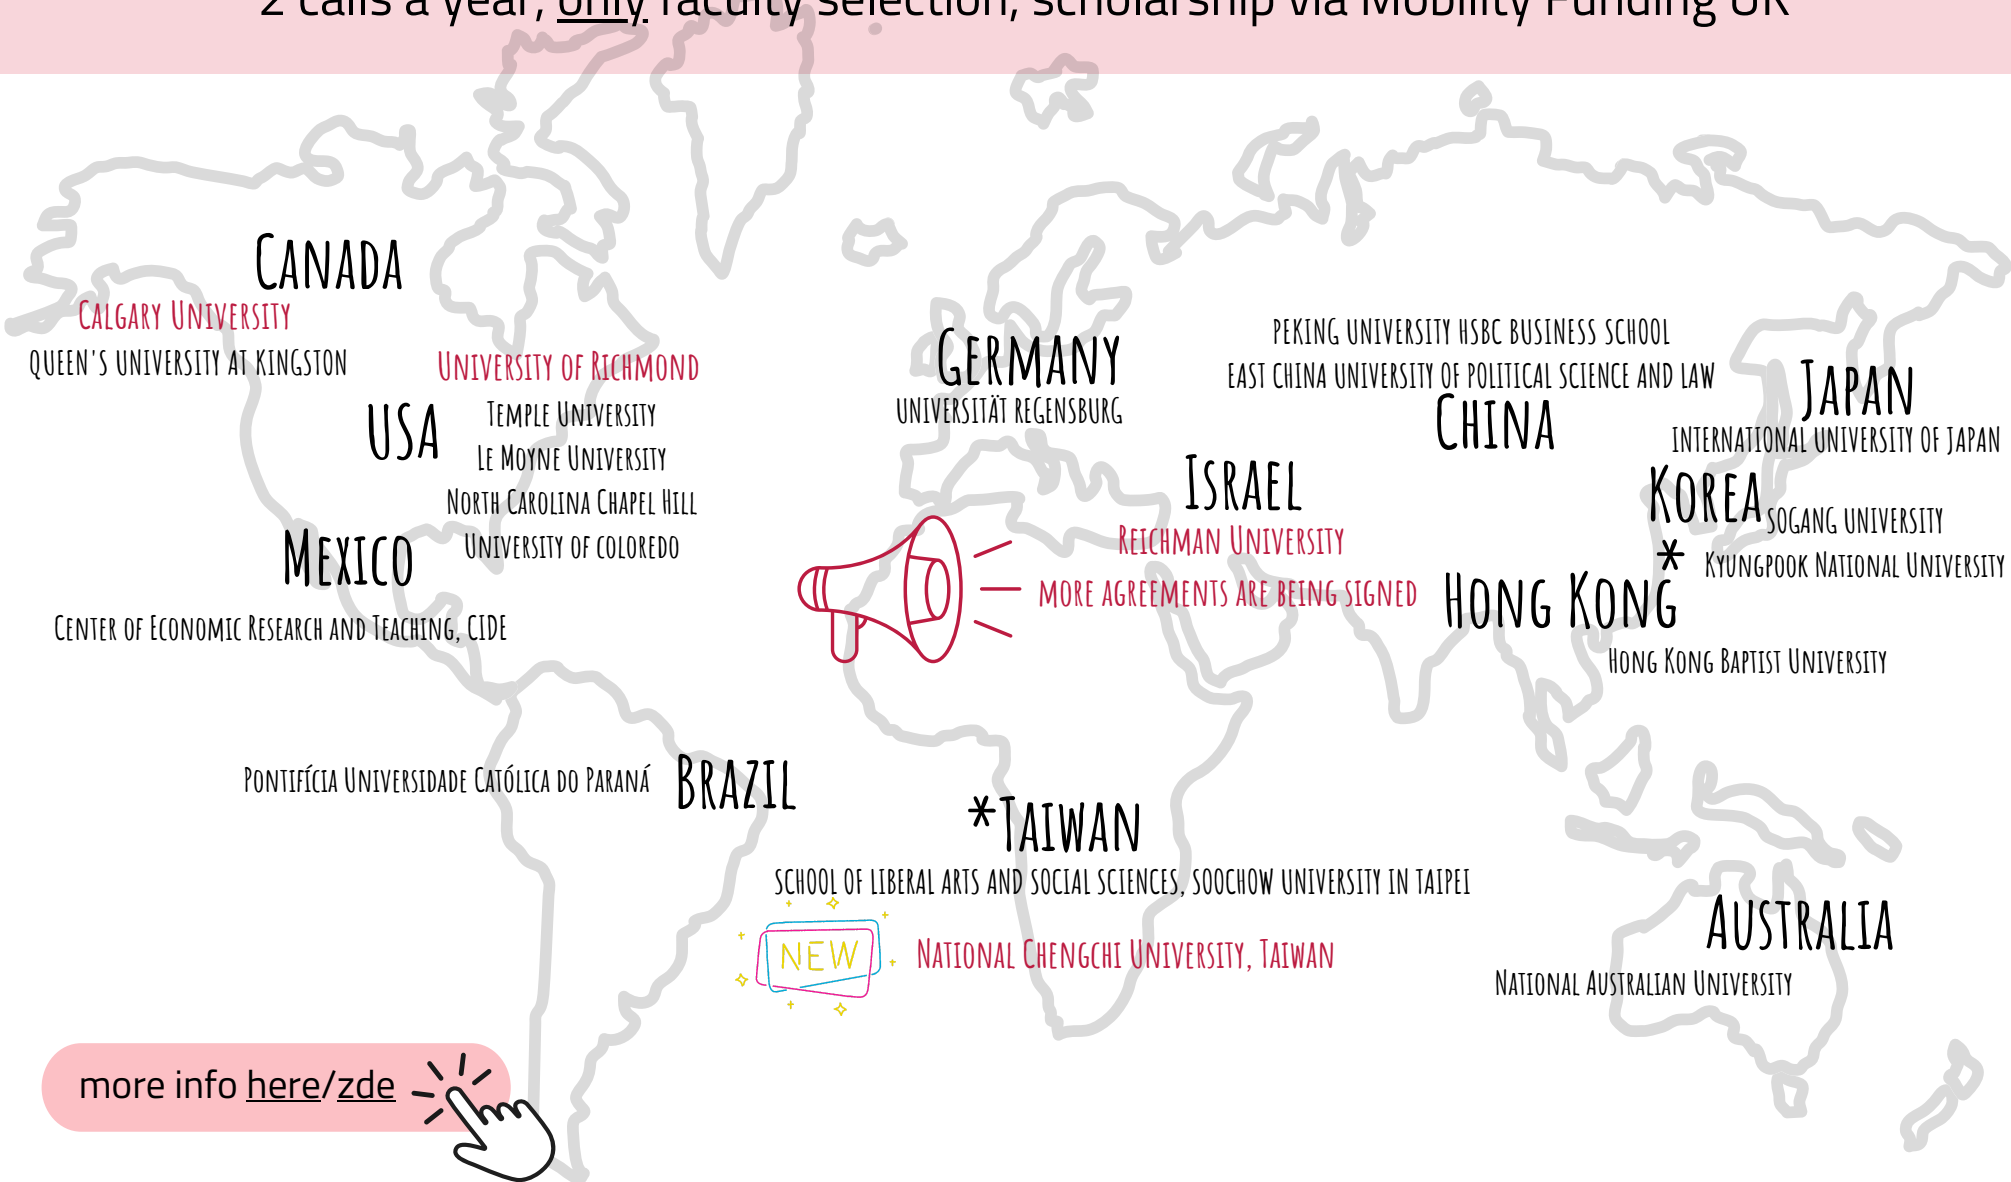 2 calls a year, only faculty selection, scholarship via Mobility Funding UK
Canada
Calgary University
QUEEN'S UNIVERSITY AT KINGSTON
University of Richmond
USA
Temple University
Le Moyne University
North Carolina Chapel Hill
University of coloredo
Mexico
Center of Economic Research and Teaching, CIDE
Germany
UNIVERSITÄT REGENSBURG
PEKING UNIVERSITY HSBC BUSINESS SCHOOL
EAST CHINA UNIVERSITY OF POLITICAL SCIENCE AND LAW
China
Japan
INTERNATIONAL UNIVERSITY OF JAPAN
Israel
Reichman University
MORE AGREEMENTS ARE BEING SIGNED
Korea
SOGANG UNIVERSITY
* Kyungpook National University
Hong Kong
Hong Kong Baptist University
Pontifícia Universidade Católica do Paraná
Brazil
*Taiwan
SCHOOL OF LIBERAL ARTS AND SOCIAL SCIENCES, SOOCHOW UNIVERSITY IN TAIPEI
NEW
National Chengchi University, Taiwan
Australia
National Australian University
more info here/zde